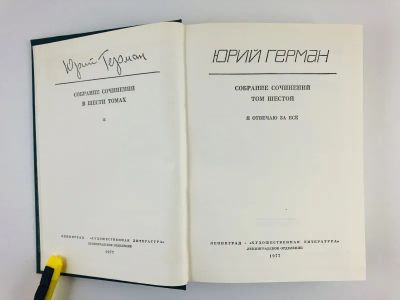 Юрий Герман
СОБРАНИЕ СОЧИНЕНИЙ
В ШЕСТИ ТОМАХ
ЛЕНИНГРАД · «ХУДОЖЕСТВЕННАЯ ЛИТЕРАТУРА»
ЛЕНИНГРАДСКОЕ ОТДЕЛЕНИЕ
1977
ЮРИЙ ГЕРМАН
СОБРАНИЕ СОЧИНЕНИЙ
ТОМ ШЕСТОЙ
Я ОТВЕЧАЮ ЗА ВСЕ
ЛЕНИНГРАД · «ХУДОЖЕСТВЕННАЯ ЛИТЕРАТУРА»
ЛЕНИНГРАДСКОЕ ОТДЕЛЕНИЕ
1977